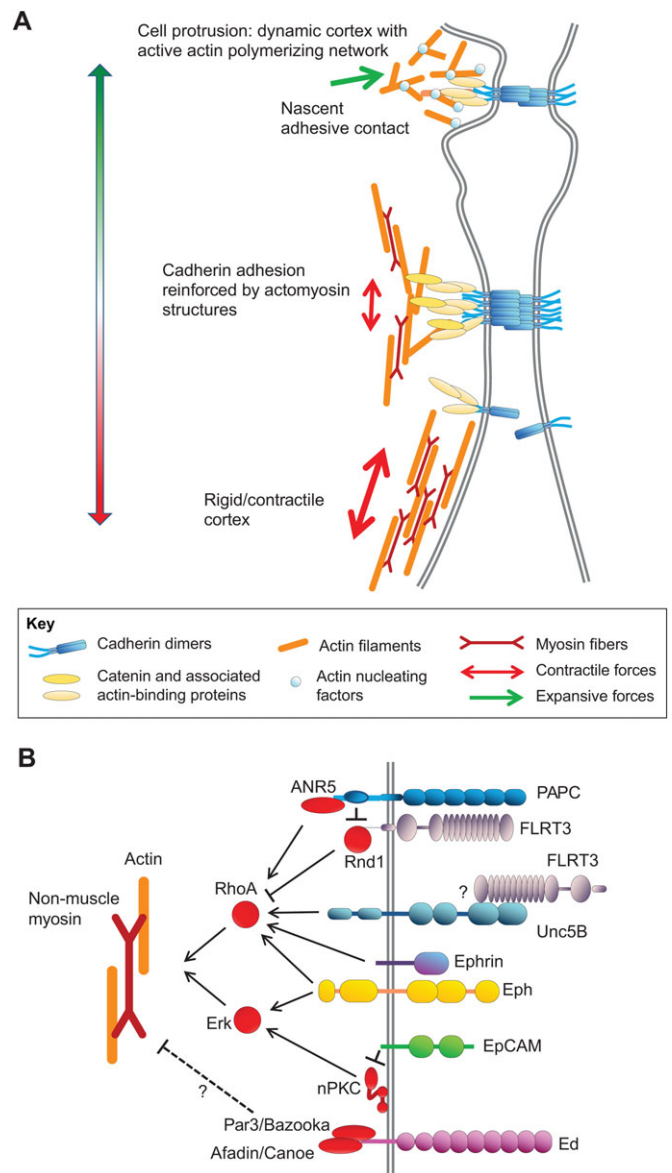 A
Cell protrusion: dynamic cortex with
active actin polymerizing network
Nascent
adhesive contact
Cadherin adhesion
reinforced by actomyosin
structures
Rigid/contractile
cortex
Key
Cadherin dimers
Catenin and associated
actin-binding proteins
Actin filaments
Actin nucleating
factors
Myosin fibers
Contractile forces
Expansive forces
B
ANR5
PAPC
FLRT3
Rnd1
FLRT3
Actin
Non-muscle
myosin
RhoA
?
Unc5B
Ephrin
Eph
Erk
EpCAM
nPKC
?
Par3/Bazooka
Afadin/Canoe
Ed